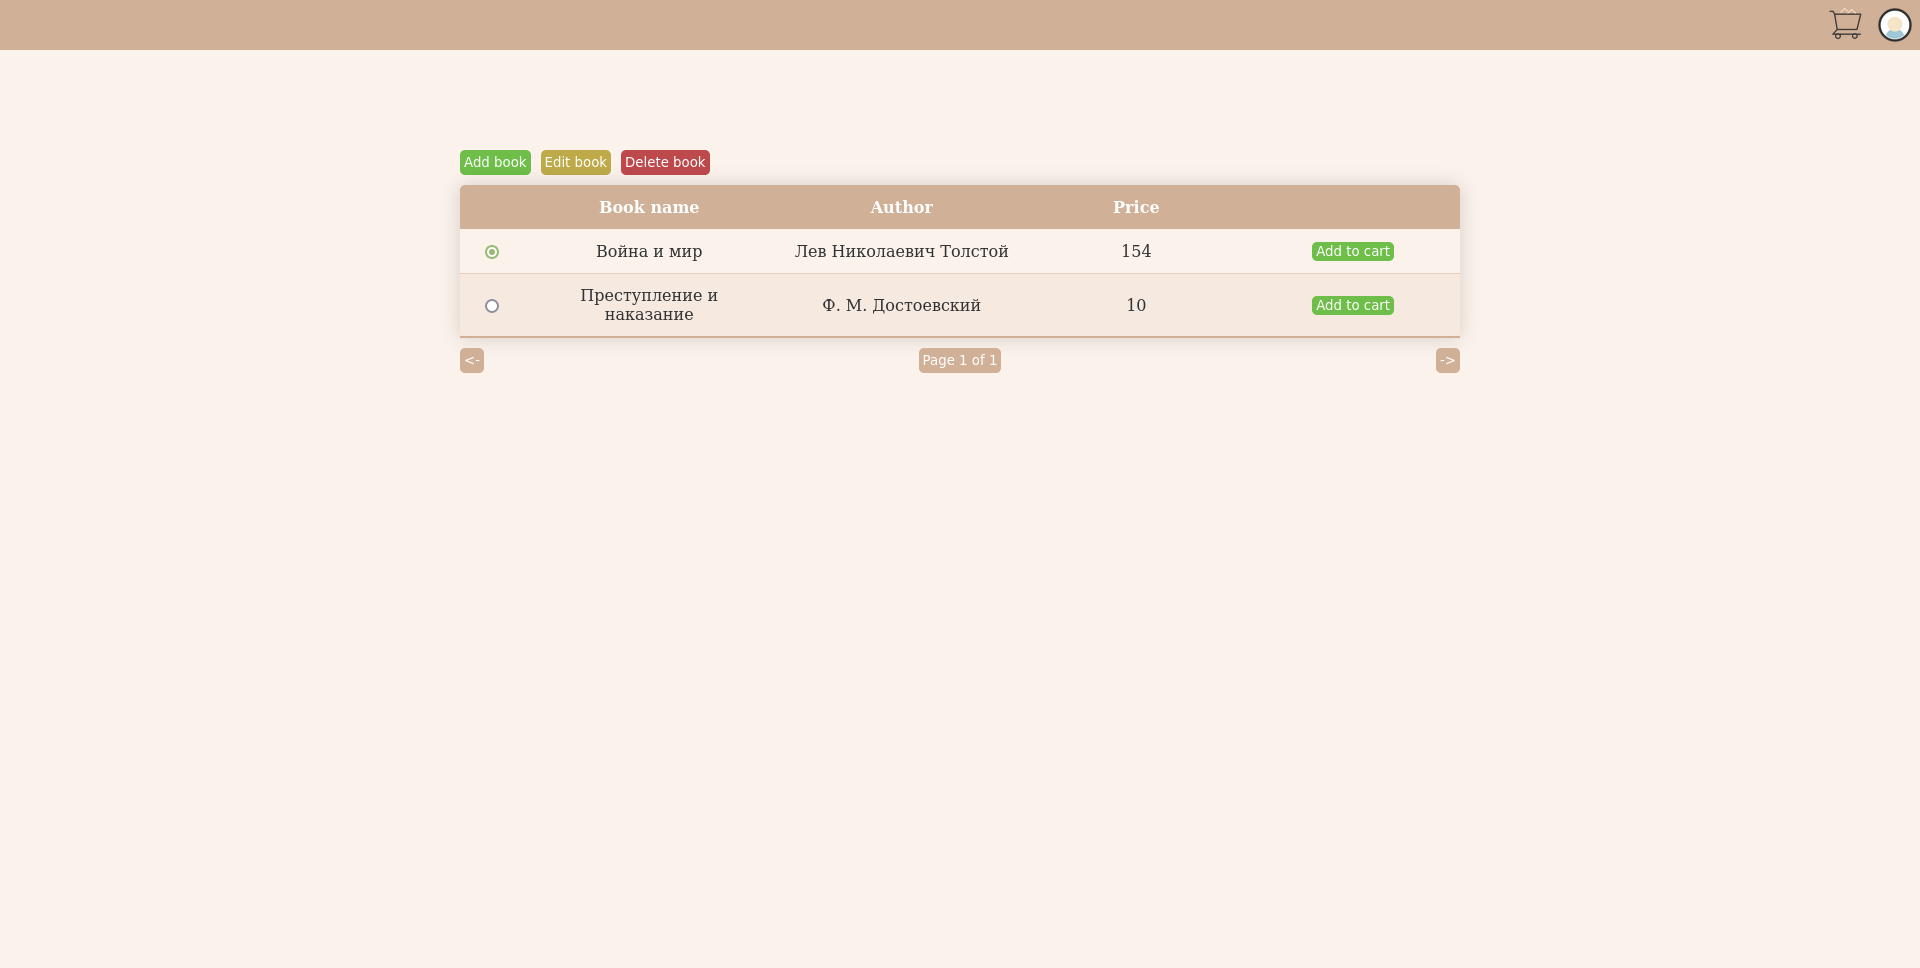 Add book Edit book Delete book
Book name Author Price
Война и мир Лев Николаевич Толстой 154 Add to cart
Преступление и
наказание Ф. М. Достоевский 10 Add to cart
<- Page 1 of 1 ->